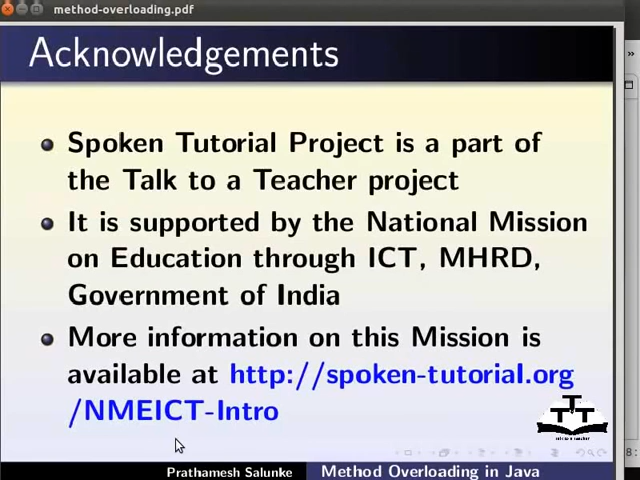 method-overloading.pdf
Acknowledgements
Spoken Tutorial Project is a part of
the Talk to a Teacher project
It is supported by the National Mission
on Education through ICT, MHRD,
Government of India
More information on this Mission is
available at http://spoken-tutorial.org
/NMEICT-Intro
TTT
Prathamesh Salunke
Method Overloading in Java